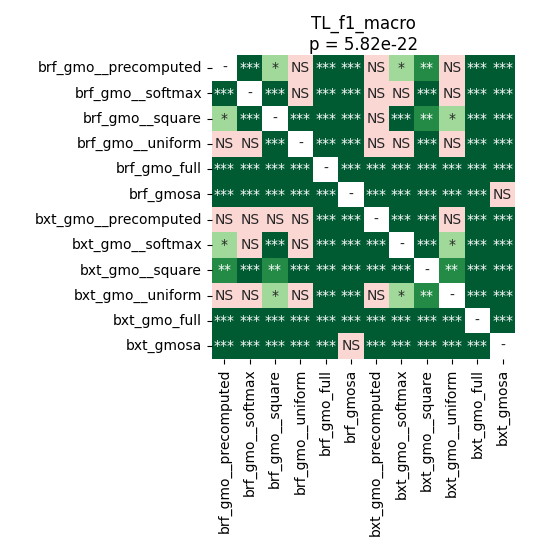 TL_f1_macro
p = 5.82e-22
brf_gmo__precomputed - *** * NS *** *** NS * ** NS *** ***
brf_gmo__softmax *** - *** NS *** *** NS NS *** NS *** ***
brf_gmo__square * *** - *** *** *** NS *** ** * *** ***
brf_gmo__uniform NS NS *** - *** *** NS NS *** NS *** ***
brf_gmo_full *** *** *** *** - *** *** *** *** *** *** ***
brf_gmosa *** *** *** *** *** - *** *** *** *** *** NS
bxt_gmo__precomputed NS NS NS NS *** *** - *** *** NS *** ***
bxt_gmo__softmax * NS *** NS *** *** *** - *** * *** ***
bxt_gmo__square ** *** ** *** *** *** *** *** - ** *** ***
bxt_gmo__uniform NS NS * NS *** *** NS * ** - *** ***
bxt_gmo_full *** *** *** *** *** *** *** *** *** *** - ***
bxt_gmosa *** *** *** *** *** NS *** *** *** *** *** -
brf_gmo__precomputed
brf_gmo__softmax
brf_gmo__square
brf_gmo__uniform
brf_gmo_full
brf_gmosa
bxt_gmo__precomputed
bxt_gmo__softmax
bxt_gmo__square
bxt_gmo__uniform
bxt_gmo_full
bxt_gmosa